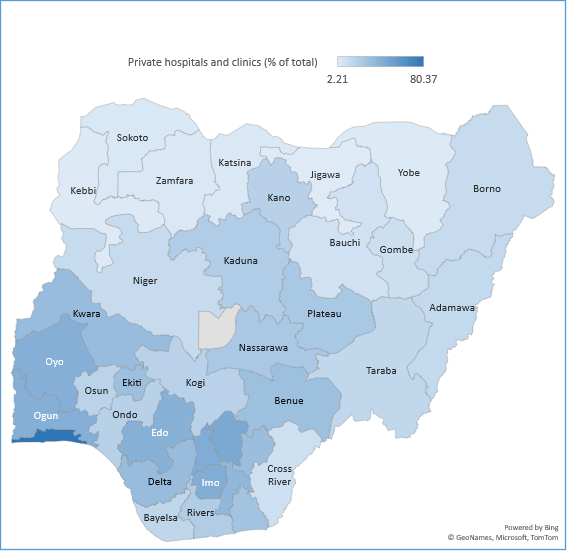 Private hospitals and clinics (% of total)
2.21 80.37
Sokoto
Katsina
Jigawa
Yobe
Kebbi
Zamfara
Kano
Borno
Bauchi
Gombe
Kaduna
Niger
Adamawa
Kwara
Plateau
Nassarawa
Oyo
Taraba
Ekiti
Kogi
Osun
Benue
Ogun
Ondo
Edo
Cross
River
Delta
Imo
Bayelsa
Rivers
Powered by Bing
© GeoNames, Microsoft, TomTom